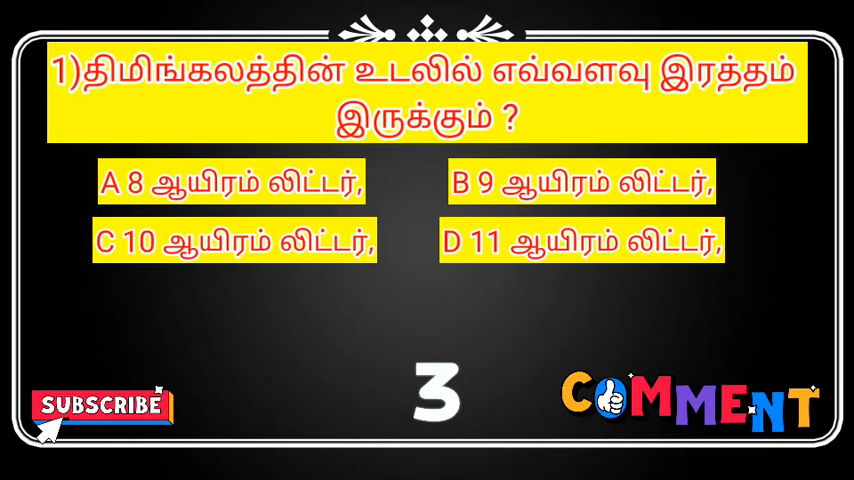 1)திமிங்கலத்தின் உடலில் எவ்வளவு இரத்தம்
இருக்கும் ?
A 8 ஆயிரம் லிட்டர்,
B 9 ஆயிரம் லிட்டர்,
C 10 ஆயிரம் லிட்டர்,
D 11 ஆயிரம் லிட்டர்,
3
SUBSCRIBE
COMMENT